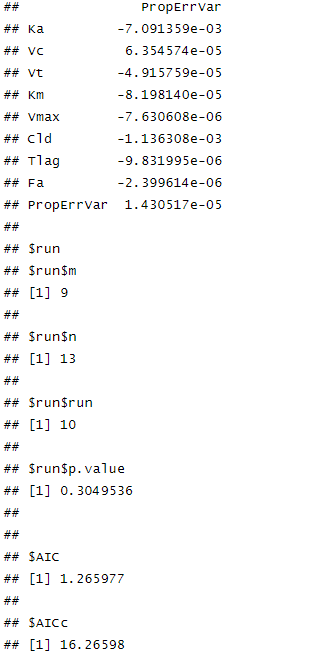 ##               PropErrVar
## Ka         -7.091359e-03
## Vc          6.354574e-05
## Vt         -4.915759e-05
## Km         -8.198140e-05
## Vmax       -7.630608e-06
## Cld        -1.136308e-03
## Tlag       -9.831995e-06
## Fa         -2.399614e-06
## PropErrVar  1.430517e-05
##
## $run
## $run$m
## [1] 9
##
## $run$n
## [1] 13
##
## $run$run
## [1] 10
##
## $run$p.value
## [1] 0.3049536
##
##
## $AIC
## [1] 1.265977
##
## $AICc
## [1] 16.26598